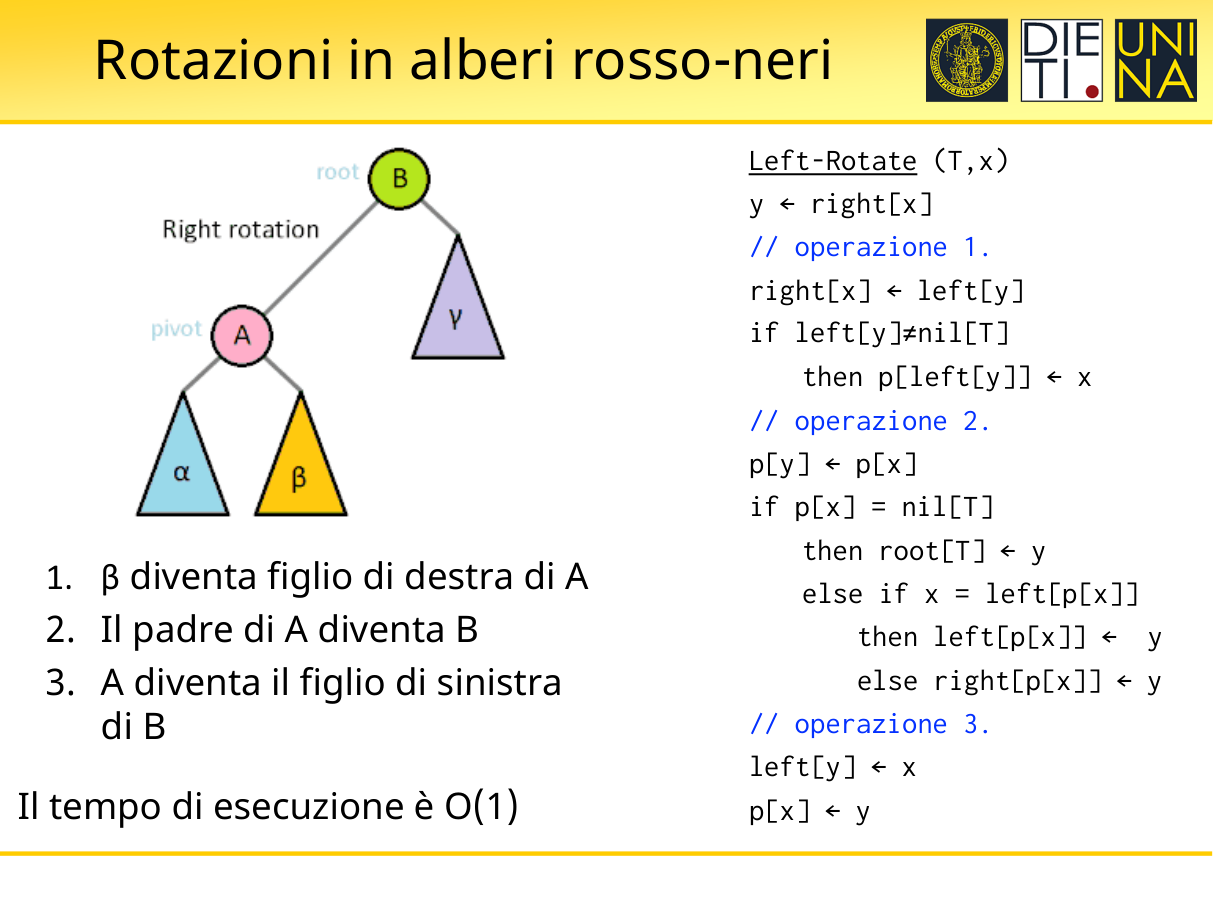 Rotazioni in alberi rosso-neri
DIE
TI.
UNI
NA
root
B
Right rotation
γ
pivot
A
α
β
1. β diventa figlio di destra di A
2. Il padre di A diventa B
3. A diventa il figlio di sinistra
di B
Il tempo di esecuzione è O(1)
Left-Rotate (T,x)
y ← right[x]
// operazione 1.
right[x] ← left[y]
if left[y]≠nil[T]
then p[left[y]] ← x
// operazione 2.
p[y] ← p[x]
if p[x] = nil[T]
then root[T] ← y
else if x = left[p[x]]
then left[p[x]] ← y
else right[p[x]] ← y
// operazione 3.
left[y] ← x
p[x] ← y